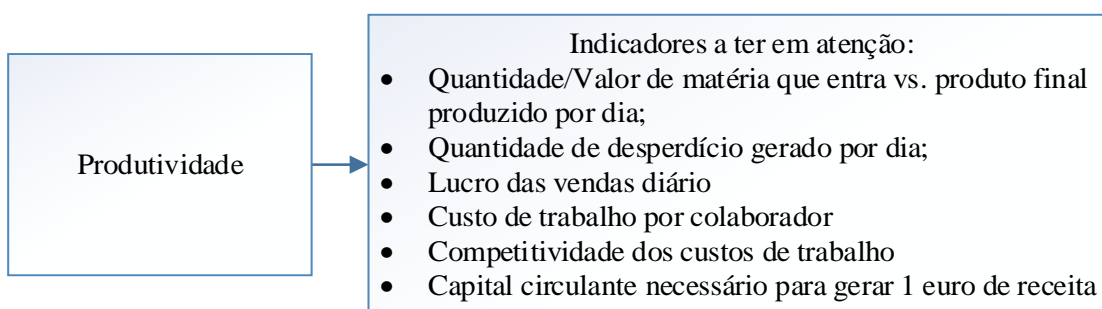 Produtividade
Indicadores a ter em atenção:
• Quantidade/Valor de matéria que entra vs. produto final
produzido por dia;
• Quantidade de desperdício gerado por dia;
• Lucro das vendas diário
• Custo de trabalho por colaborador
• Competitividade dos custos de trabalho
• Capital circulante necessário para gerar 1 euro de receita